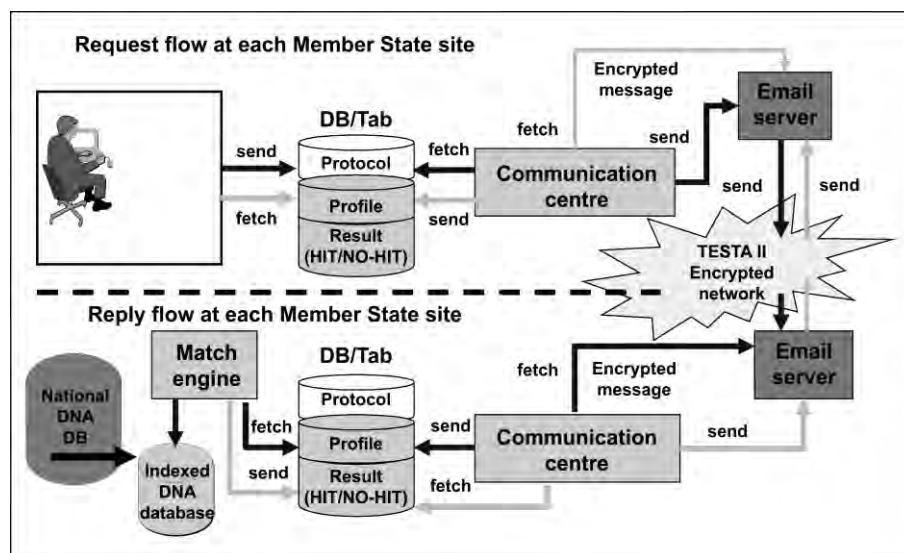 Request flow at each Member State site
Encrypted
message
Email
server
DB/Tab
fetch
send
send
Protocol
fetch
Communication
centre
send
send
fetch
Profile
send
Result
(HIT/NO-HIT)
TESTA II
Encrypted
network
Reply flow at each Member State site
Match
engine
DB/Tab
fetch
Encrypted
message
Email
server
National
DNA
DB
Protocol
fetch
Profile
send
Communication
centre
send
Indexed
DNA
database
send
Result
(HIT/NO-HIT)
fetch